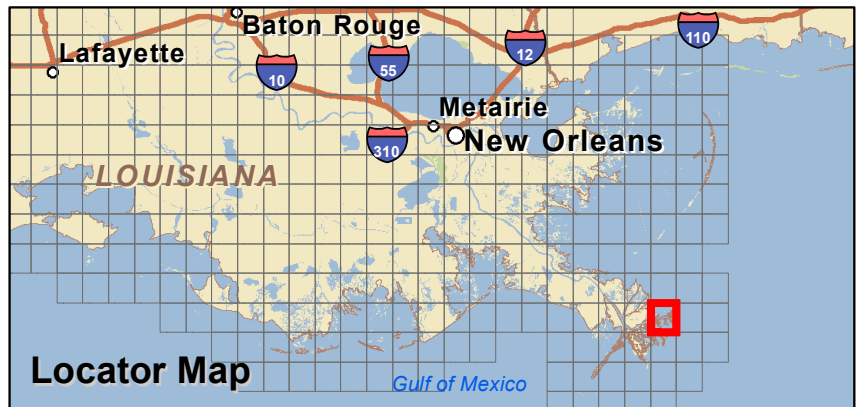 Baton Rouge
110
Lafayette
12
55
10
Metairie
New Orleans
310
LOUISIANA
Locator Map
Gulf of Mexico